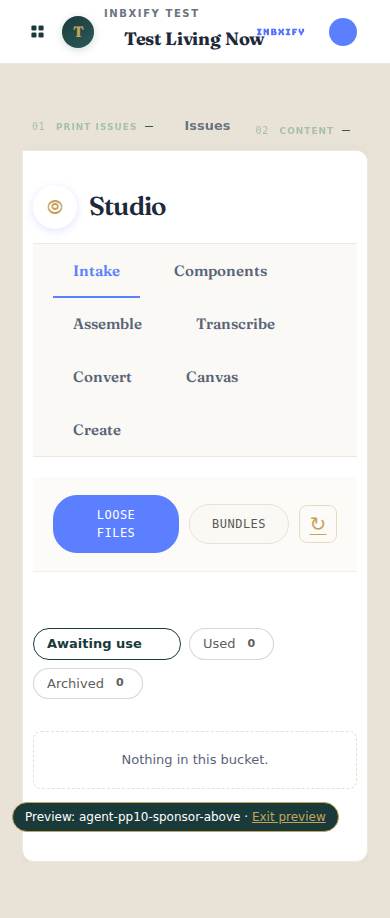 INBXIFY TEST
T
Test Living Now
INBXIFY
01 PRINT ISSUES —
Issues
02 CONTENT —
Studio
Intake
Components
Assemble
Transcribe
Convert
Canvas
Create
LOOSE FILES
BUNDLES
↻
Awaiting use
Used 0
Archived 0
Nothing in this bucket.
Preview: agent-pp10-sponsor-above · Exit preview